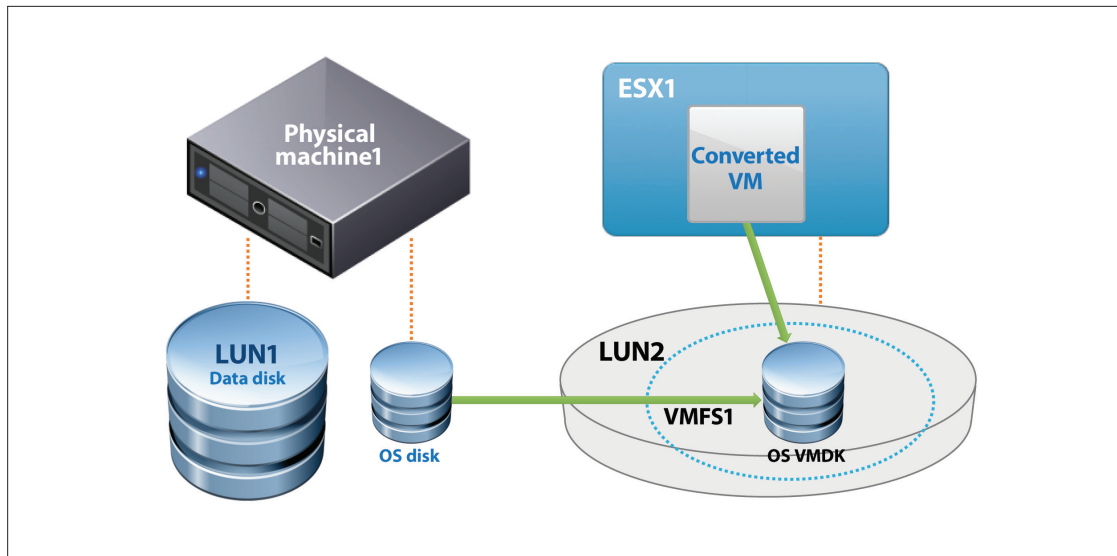 Physical
machine1
ESX1
Converted
VM
LUN1
Data disk
OS disk
LUN2
VMFS1
OS VMDK